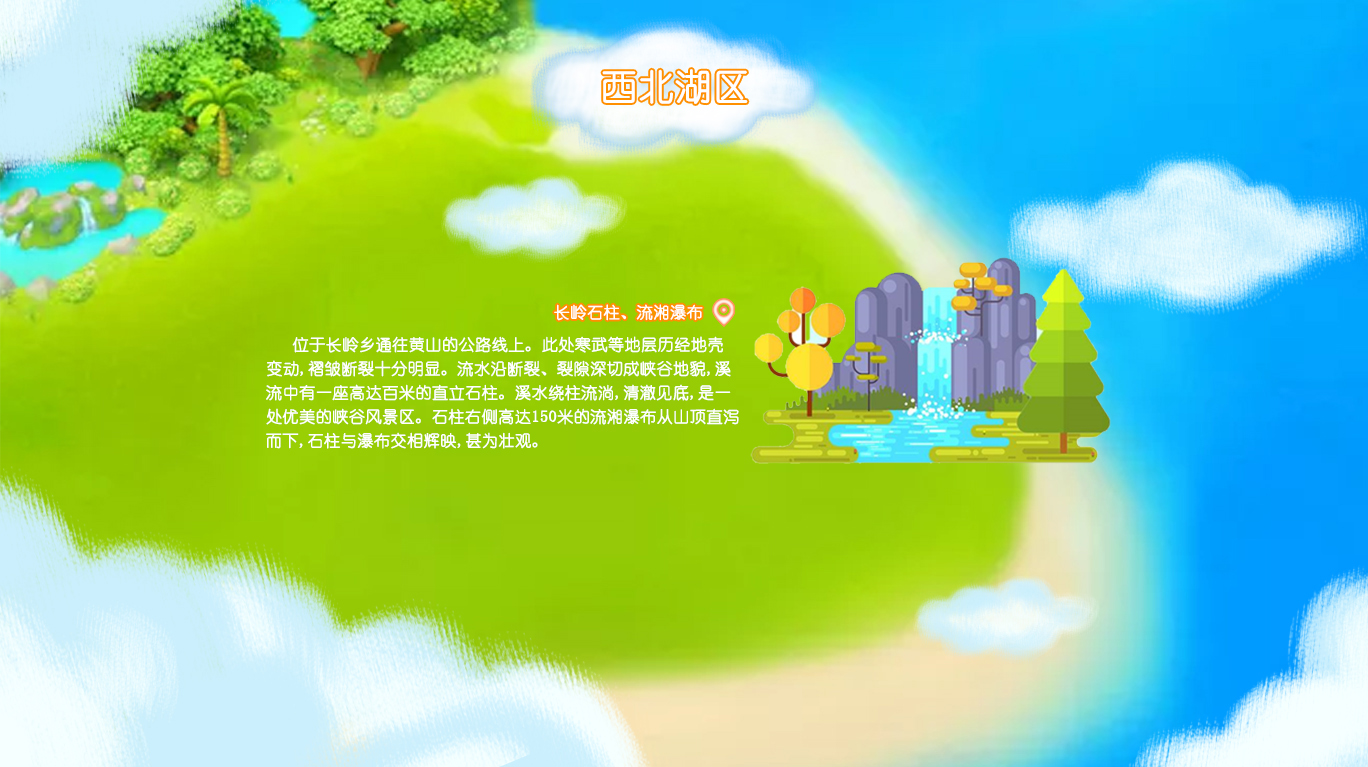 西北湖区
长岭石柱、流湘瀑布
位于长岭乡通往黄山的公路线上。此处寒武等地层历经地壳
变动,褶皱断裂十分明显。流水沿断裂、裂隙深切成峡谷地貌,溪
流中有一座高达百米的直立石柱。溪水绕柱流淌,清澈见底,是一
处优美的峡谷风景区。石柱右侧高达150米的流湘瀑布从山顶直泻
而下,石柱与瀑布交相辉映,甚为壮观。